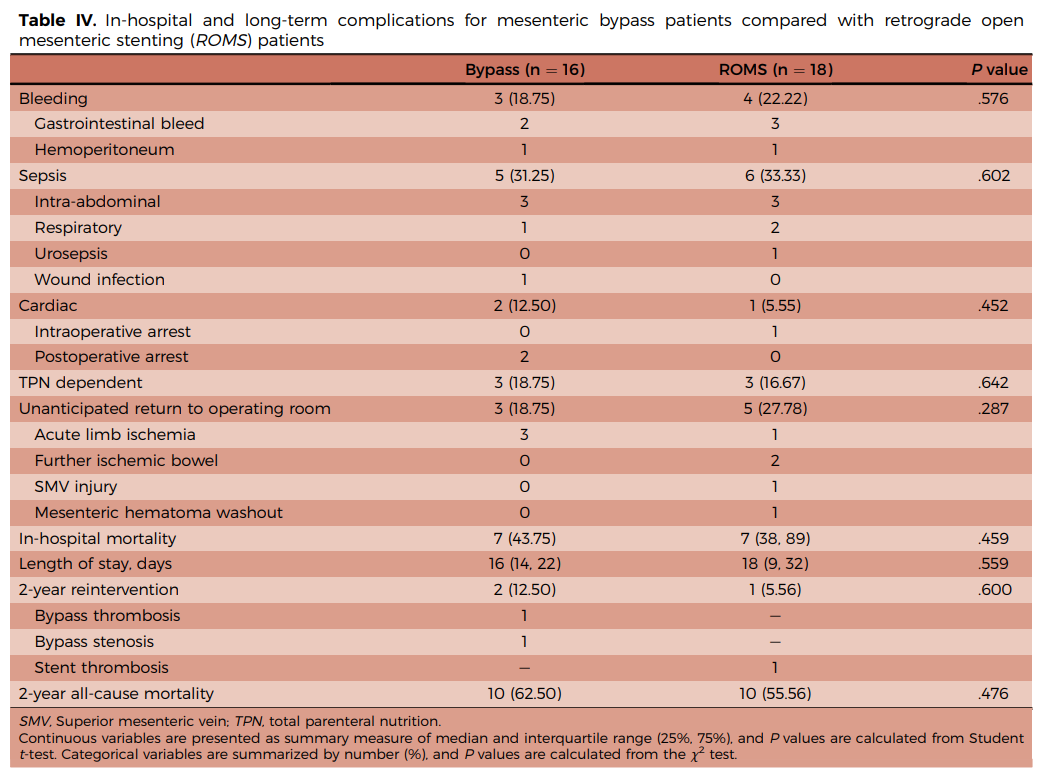 Table IV. In-hospital and long-term complications for mesenteric bypass patients compared with retrograde open
mesenteric stenting (ROMS) patients
Bypass (n = 16) ROMS (n = 18) P value
Bleeding 3 (18.75) 4 (22.22) .576
Gastrointestinal bleed 2 3
Hemoperitoneum 1 1
Sepsis 5 (31.25) 6 (33.33) .602
Intra-abdominal 3 3
Respiratory 1 2
Urosepsis 0 1
Wound infection 1 0
Cardiac 2 (12.50) 1 (5.55) .452
Intraoperative arrest 0 1
Postoperative arrest 2 0
TPN dependent 3 (18.75) 3 (16.67) .642
Unanticipated return to operating room 3 (18.75) 5 (27.78) .287
Acute limb ischemia 3 1
Further ischemic bowel 0 2
SMV injury 0 1
Mesenteric hematoma washout 0 1
In-hospital mortality 7 (43.75) 7 (38, 89) .459
Length of stay, days 16 (14, 22) 18 (9, 32) .559
2-year reintervention 2 (12.50) 1 (5.56) .600
Bypass thrombosis 1 —
Bypass stenosis 1 —
Stent thrombosis — 1
2-year all-cause mortality 10 (62.50) 10 (55.56) .476
SMV, Superior mesenteric vein; TPN, total parenteral nutrition.
Continuous variables are presented as summary measure of median and interquartile range (25%, 75%), and P values are calculated from Student
t-test. Categorical variables are summarized by number (%), and P values are calculated from the χ² test.